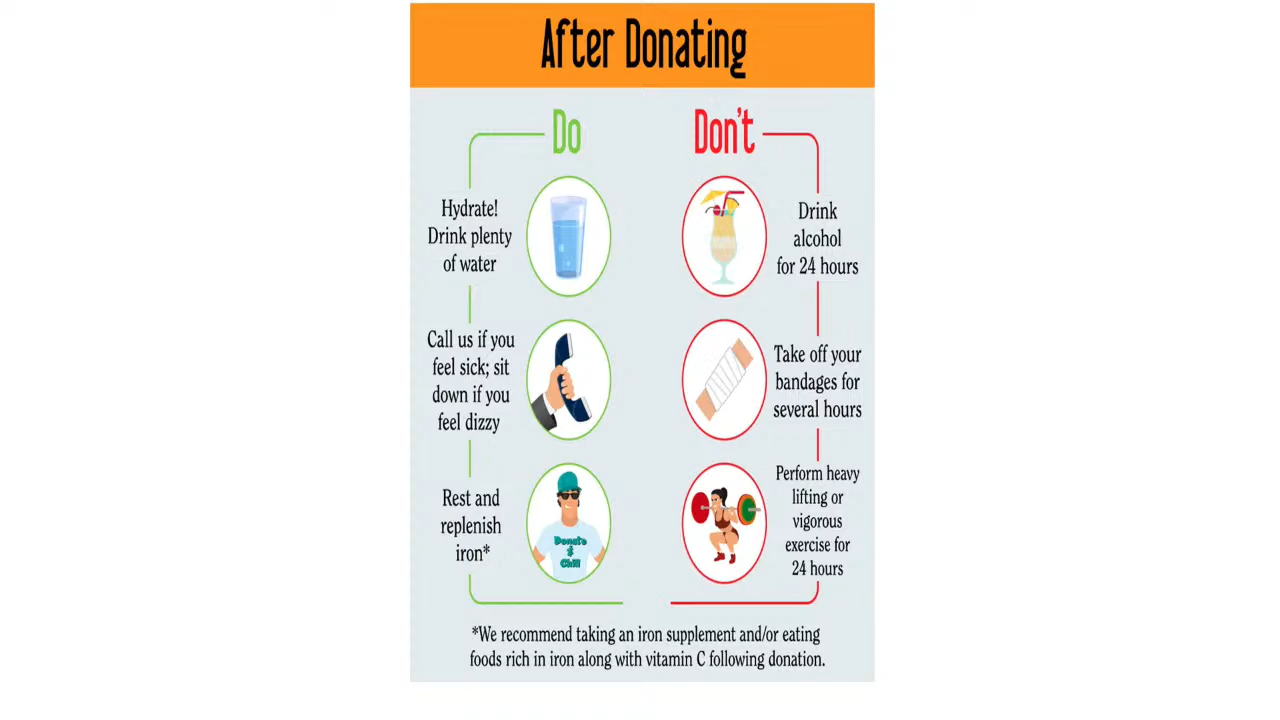 After Donating
Do
Hydrate!
Drink plenty
of water
Call us if you
feel sick; sit
down if you
feel dizzy
Rest and
replenish
iron*
Donate
&
Chill
Don't
Drink
alcohol
for 24 hours
Take off your
bandages for
several hours
Perform heavy
lifting or
vigorous
exercise for
24 hours
*We recommend taking an iron supplement and/or eating
foods rich in iron along with vitamin C following donation.